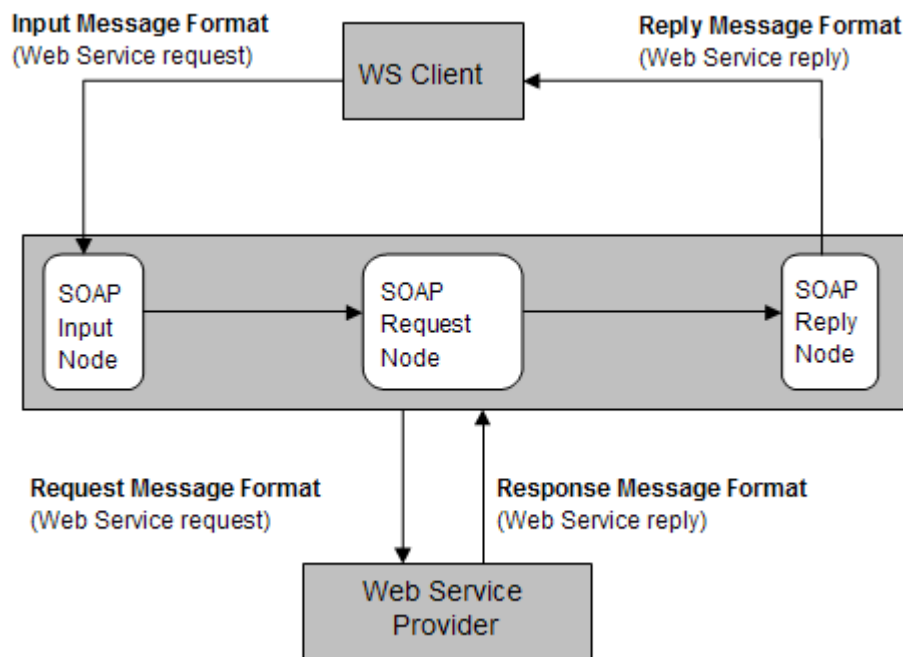 Input Message Format
(Web Service request)
Reply Message Format
(Web Service reply)
WS Client
SOAP
Input
Node
SOAP
Request
Node
SOAP
Reply
Node
Request Message Format
(Web Service request)
Response Message Format
(Web Service reply)
Web Service
Provider